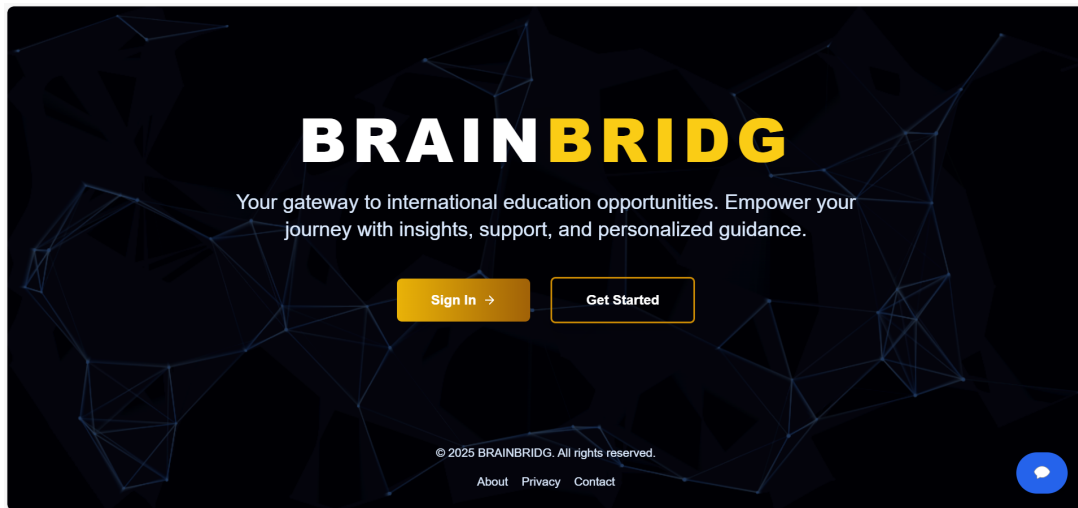 BRAINBRIDG
Your gateway to international education opportunities. Empower your
journey with insights, support, and personalized guidance.
Sign In →
Get Started
© 2025 BRAINBRIDG. All rights reserved.
About Privacy Contact